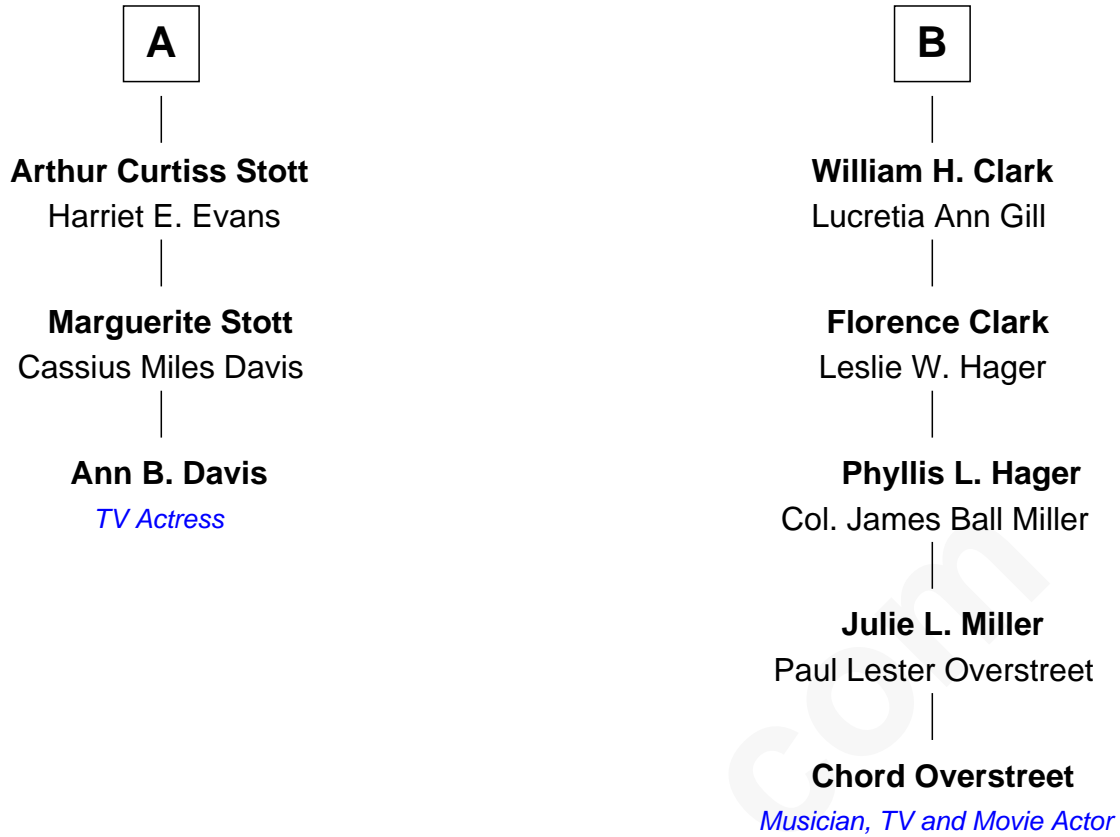 A
Arthur Curtiss Stott
Harriet E. Evans
Marguerite Stott
Cassius Miles Davis
Ann B. Davis
TV Actress
B
William H. Clark
Lucretia Ann Gill
Florence Clark
Leslie W. Hager
Phyllis L. Hager
Col. James Ball Miller
Julie L. Miller
Paul Lester Overstreet
Chord Overstreet
Musician, TV and Movie Actor
com